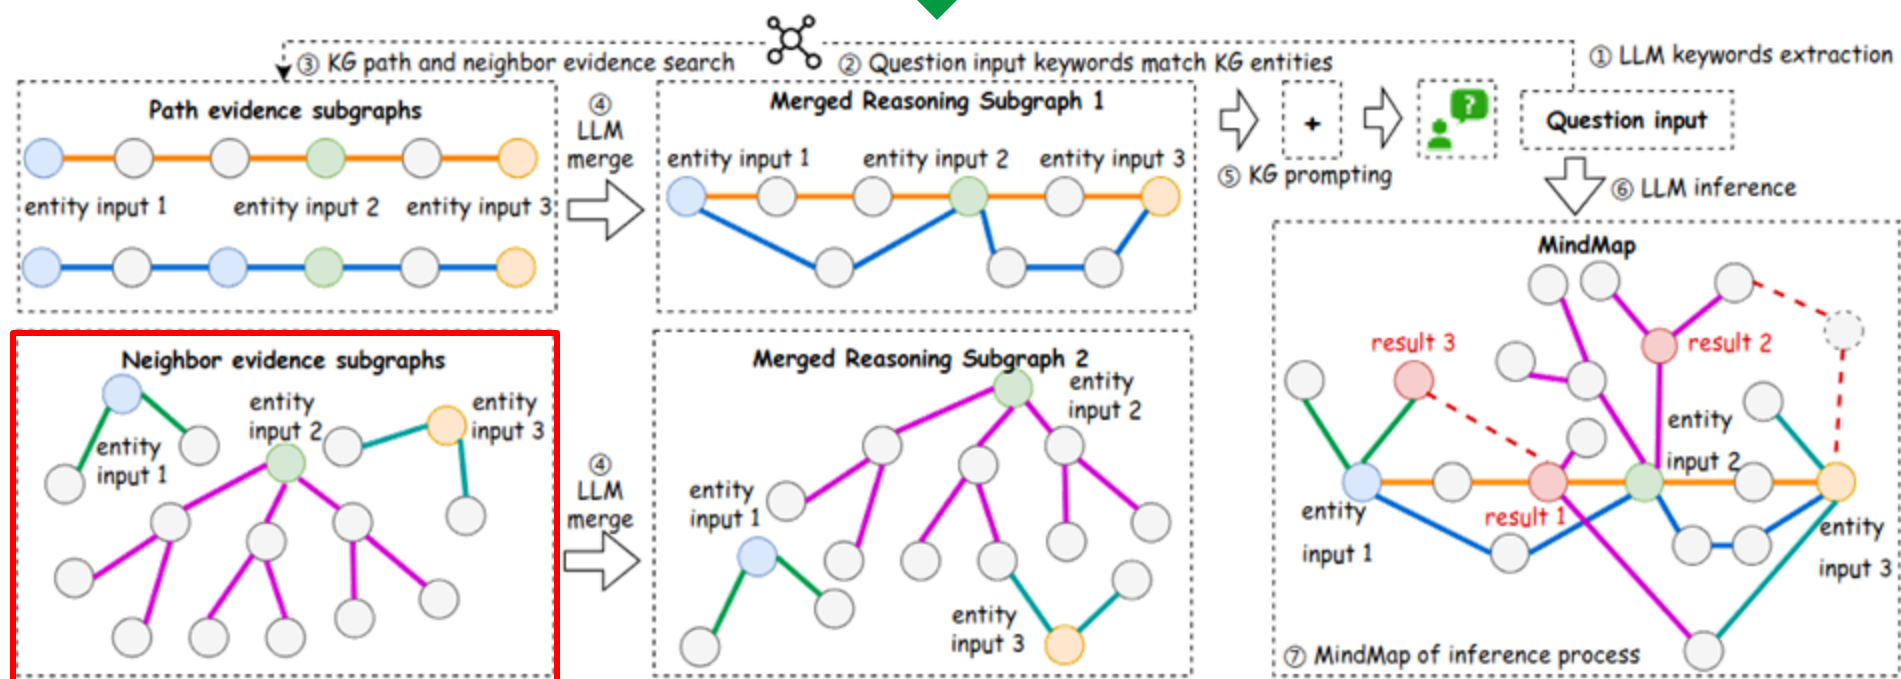 ③ KG path and neighbor evidence search
② Question input keywords match KG entities
① LLM keywords extraction
Path evidence subgraphs
entity input 1
entity input 2
entity input 3
④
LLM
merge
Merged Reasoning Subgraph 1
entity input 1
entity input 2
entity input 3
+
?
⑤ KG prompting
Question input
⑥ LLM inference
Neighbor evidence subgraphs
entity
input 1
entity
input 2
entity
input 3
④
LLM
merge
Merged Reasoning Subgraph 2
entity
input 2
entity
input 1
entity
input 3
MindMap
result 3
result 2
entity
input 2
result 1
entity
input 1
entity
input 3
⑦ MindMap of inference process